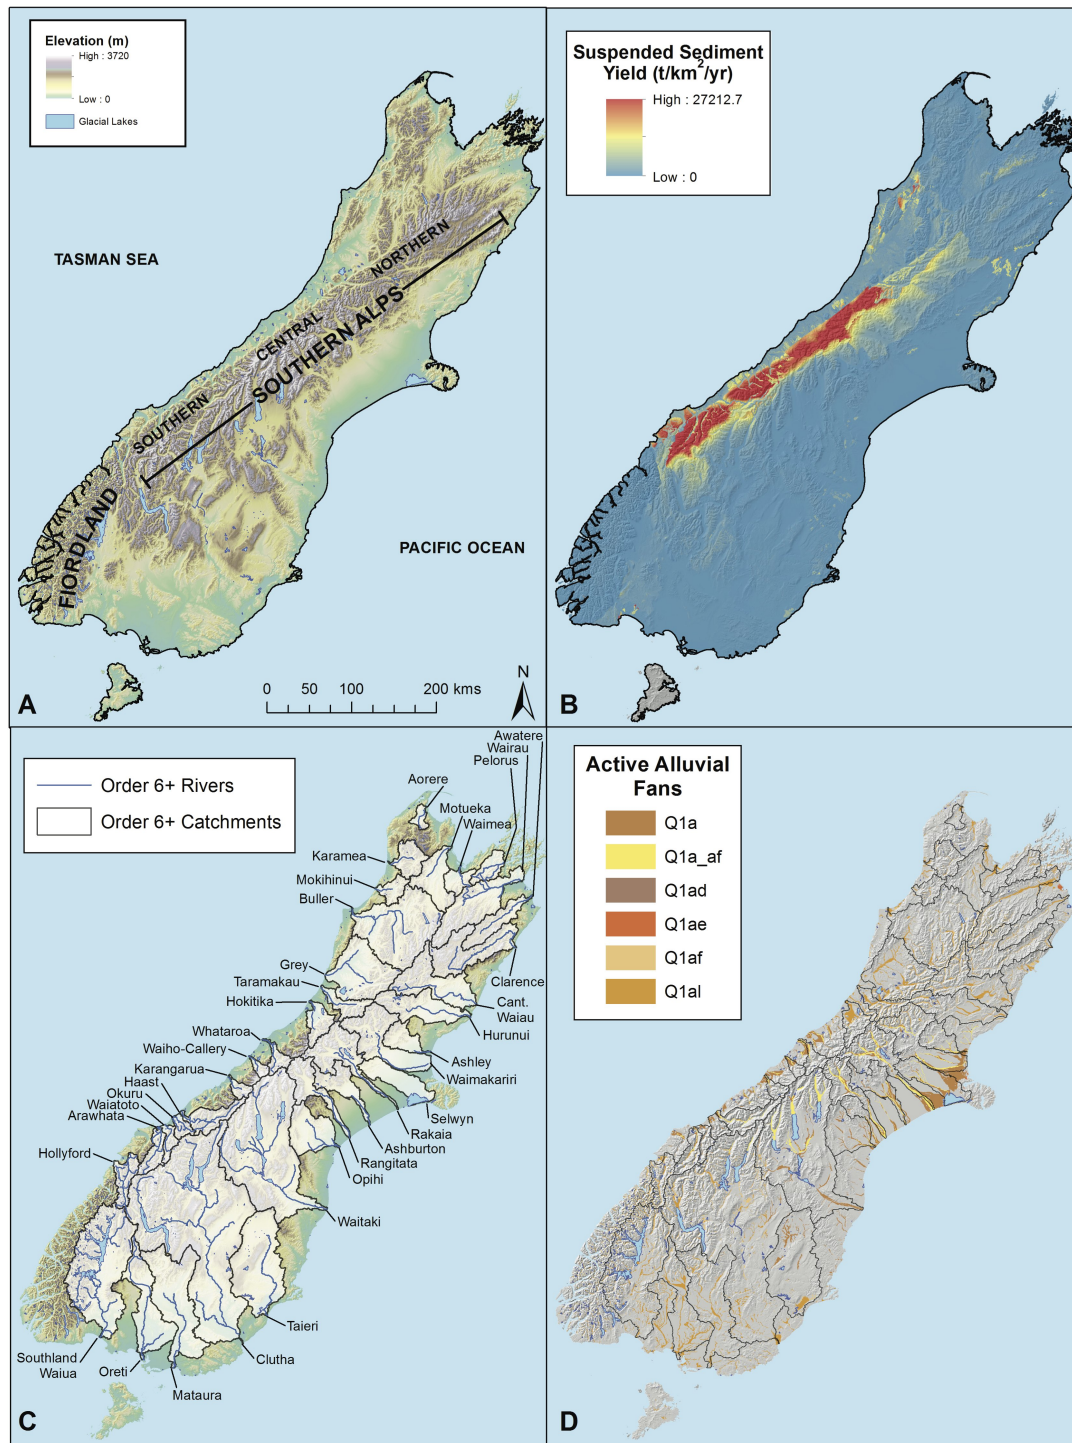 Elevation (m)
High : 3720
Low : 0
Glacial Lakes
TASMAN SEA
NORTHERN
CENTRAL
SOUTHERN ALPS
SOUTHERN
FIORDLAND
PACIFIC OCEAN
N
0 50 100 200 kms
A
Suspended Sediment
Yield (t/km²/yr)
High : 27212.7
Low : 0
B
Order 6+ Rivers
Order 6+ Catchments
Awatere
Wairau
Pelorus
Aorere
Motueka
Waimea
Karamea
Mokihinui
Buller
Grey
Taramakau
Hokitika
Clarence
Cant.
Waiau
Hurunui
Whataroa
Waiho-Callery
Karangarua
Haast
Okuru
Waiatoto
Arawhata
Ashley
Waimakariri
Selwyn
Rakaia
Ashburton
Rangitata
Opihi
Hollyford
Waitaki
Taieri
Clutha
Southland
Waiua
Oreti
Mataura
C
Active Alluvial
Fans
Q1a
Q1a_af
Q1ad
Q1ae
Q1af
Q1al
D